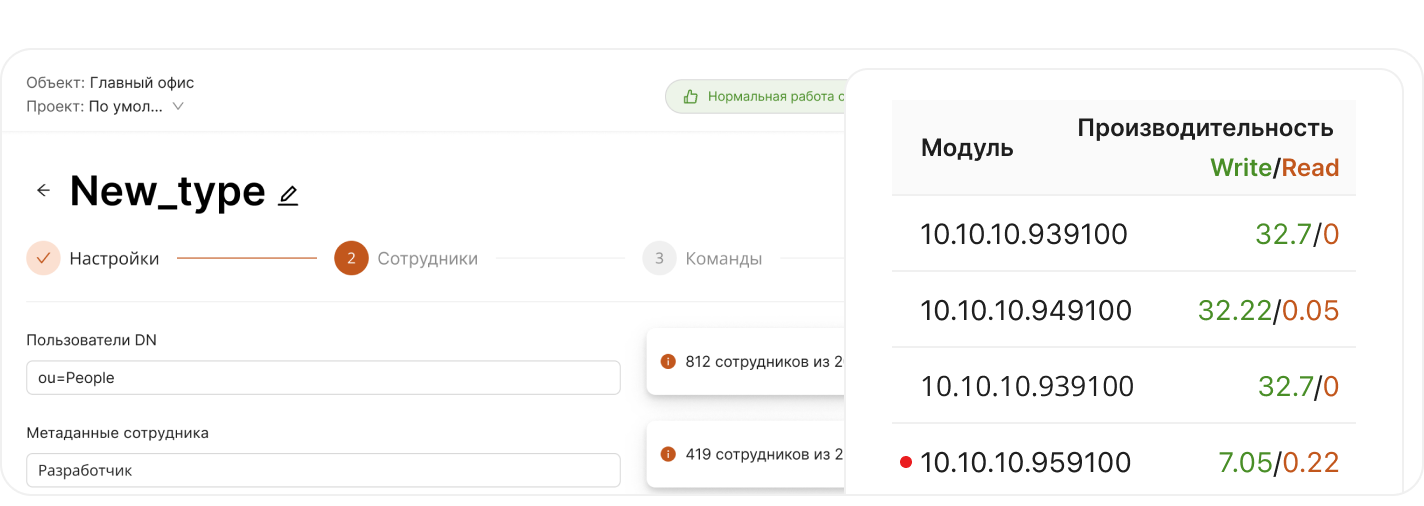 Объект: Главный офис
Проект: По умол...
Нормальная работа
New_type
Настройки
2 Сотрудники
3 Команды
Пользователи DN
ou=People
812 сотрудников из
Метаданные сотрудника
Разработчик
419 сотрудников из
Модуль
Производительность
Write/Read
10.10.10.939100 32.7/0
10.10.10.949100 32.22/0.05
10.10.10.939100 32.7/0
10.10.10.959100 7.05/0.22